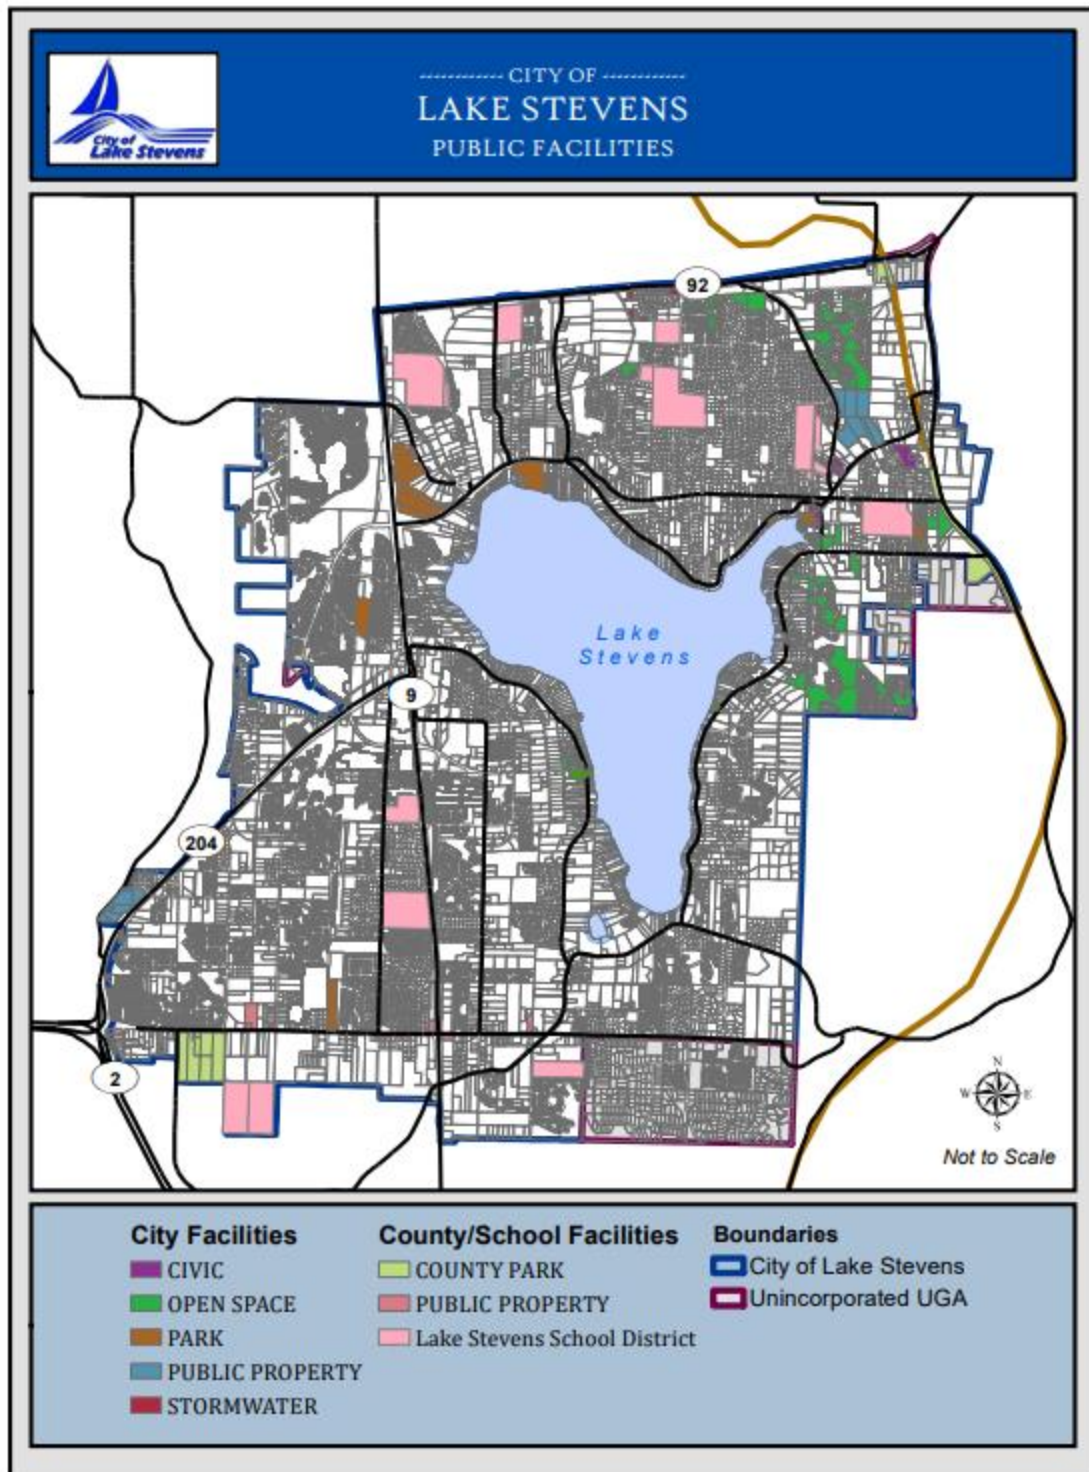 ------------ CITY OF ------------
LAKE STEVENS
PUBLIC FACILITIES
City of
Lake Stevens
92
Lake
Stevens
9
204
2
N
W E
S
Not to Scale
City Facilities
CIVIC
OPEN SPACE
PARK
PUBLIC PROPERTY
STORMWATER
County/School Facilities
COUNTY PARK
PUBLIC PROPERTY
Lake Stevens School District
Boundaries
City of Lake Stevens
Unincorporated UGA